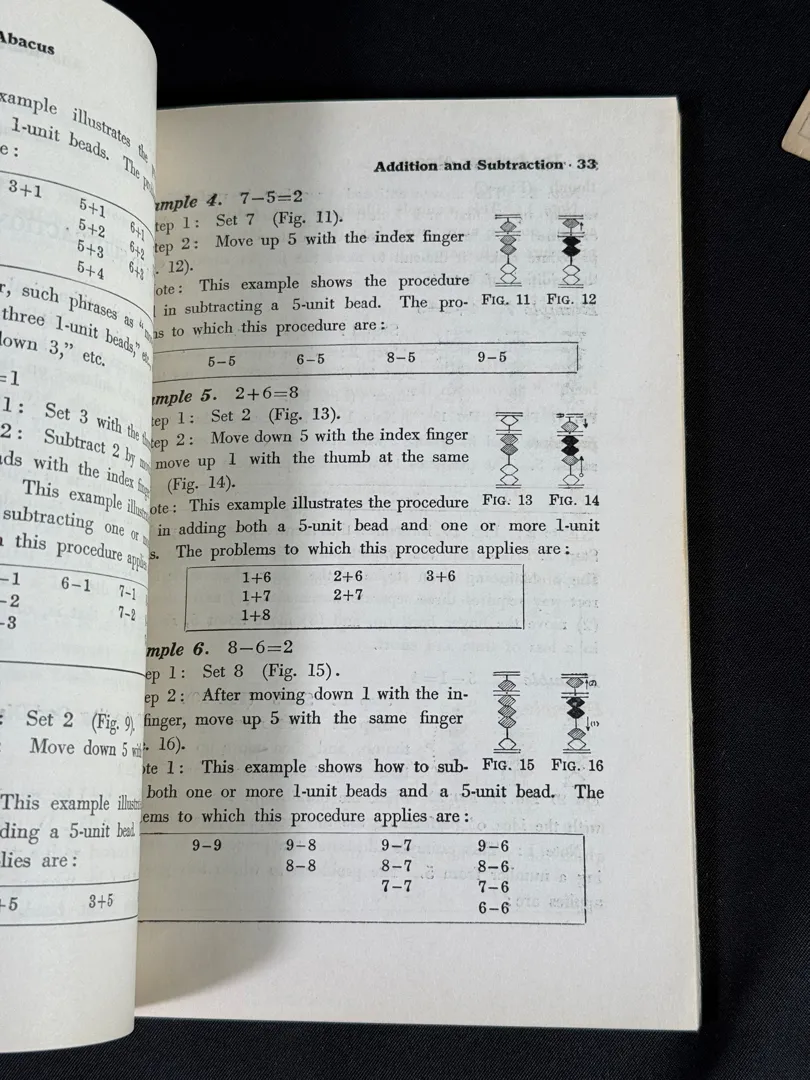 Abacus
example illustrates the
1-unit beads. The
e:
3+1 5+1 6+1
5+2 6+2
5+3 6+3
5+4
r, such phrases as
three 1-unit beads,"
down 3," etc.
=1
1: Set 3 with the
2: Subtract 2 by
ds with the index
This example
subtracting one or
this procedure applies
-1 6-1 7-1
-2 7-2
-3
: Set 2 (Fig. 9).
: Move down 5
This example
ding a 5-unit bead
lies are:
+5 3+5
Addition and Subtraction · 33
mple 4. 7-5=2
tep 1: Set 7 (Fig. 11).
tep 2: Move up 5 with the index finger
. 12).
ote: This example shows the procedure
in subtracting a 5-unit bead. The pro-
ms to which this procedure are:
FIG. 11. FIG. 12
5-5 6-5 8-5 9-5
mple 5. 2+6=8
tep 1: Set 2 (Fig. 13).
tep 2: Move down 5 with the index finger
move up 1 with the thumb at the same
(Fig. 14).
ote: This example illustrates the procedure
FIG. 13 FIG. 14
in adding both a 5-unit bead and one or more 1-unit
s. The problems to which this procedure applies are:
1+6 2+6 3+6
1+7 2+7
1+8
mple 6. 8-6=2
ep 1: Set 8 (Fig. 15).
ep 2: After moving down 1 with the in-
finger, move up 5 with the same finger
. 16).
te 1: This example shows how to sub-
FIG. 15 FIG. 16
both one or more 1-unit beads and a 5-unit bead. The
ems to which this procedure applies are:
9-9 9-8 9-7 9-6
8-8 8-7 8-6
7-7 7-6
6-6